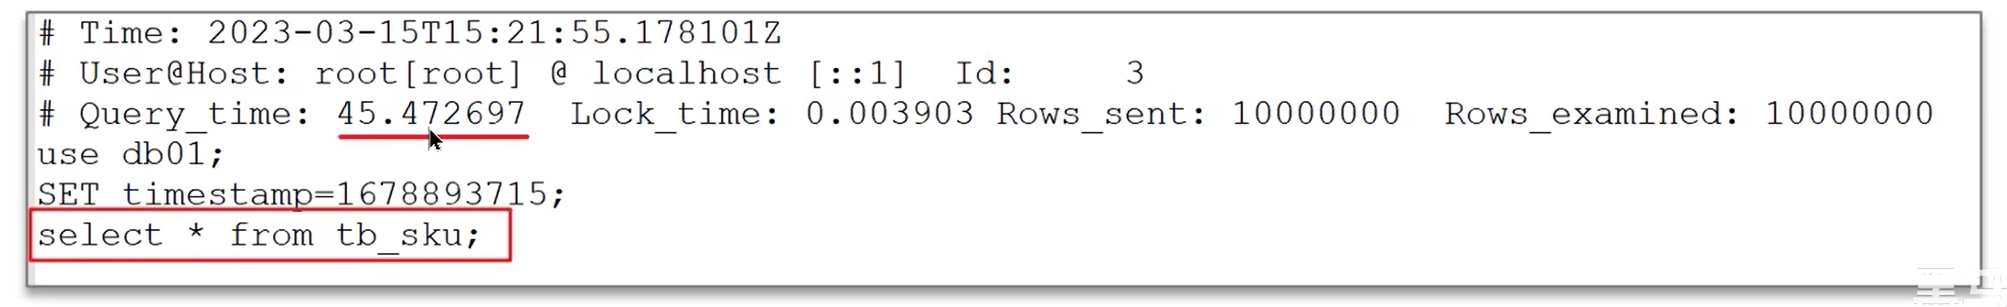 # Time: 2023-03-15T15:21:55.178101Z
# User@Host: root[root] @ localhost [::1]  Id:     3
# Query_time: 45.472697  Lock_time: 0.003903 Rows_sent: 10000000  Rows_examined: 10000000
use db01;
SET timestamp=1678893715;
select * from tb_sku;